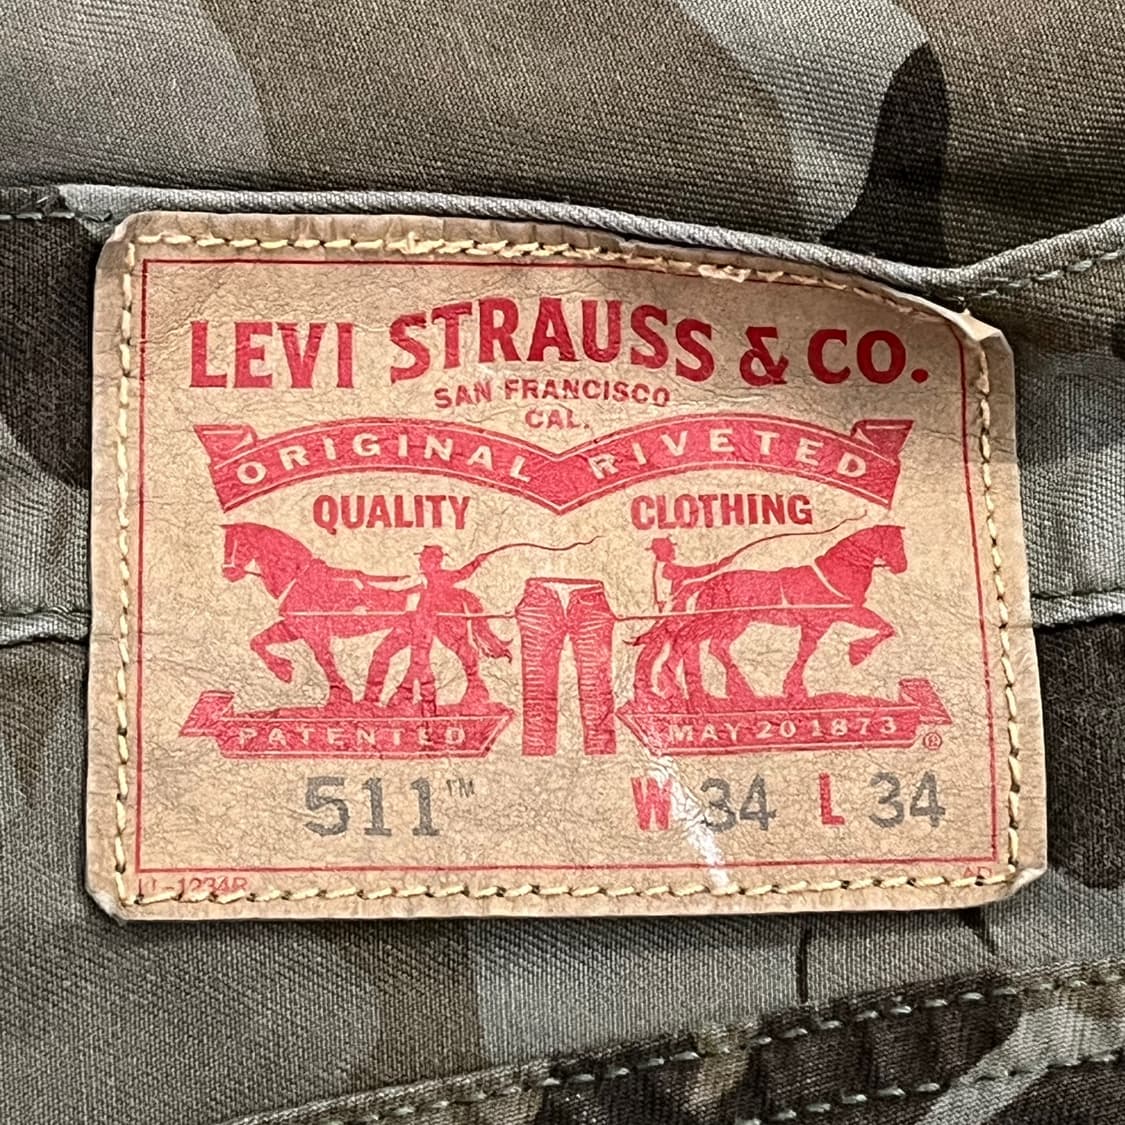 LEVI STRAUSS & CO.
SAN FRANCISCO
CAL.
ORIGINAL RIVETED
QUALITY CLOTHING
PATENTED MAY 20 1873 ®
511™ W 34 L 34